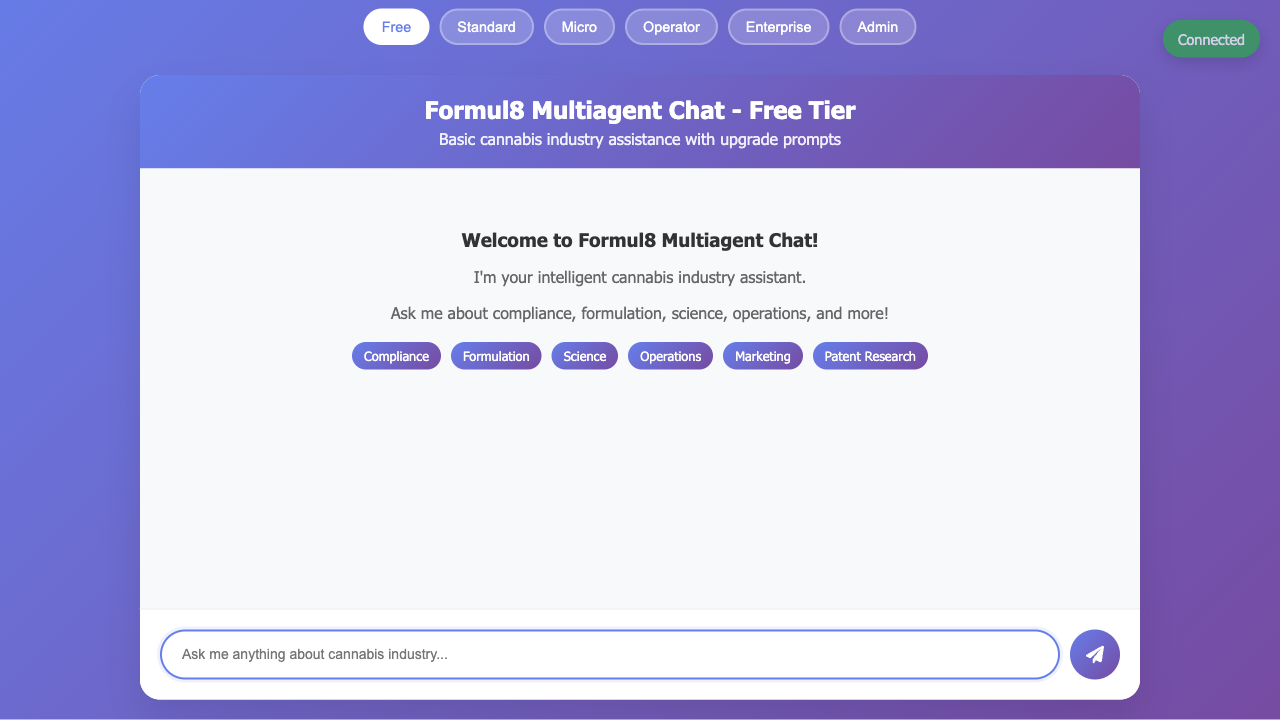 Free Standard Micro Operator Enterprise Admin
Connected
Formul8 Multiagent Chat - Free Tier
Basic cannabis industry assistance with upgrade prompts
Welcome to Formul8 Multiagent Chat!
I'm your intelligent cannabis industry assistant.
Ask me about compliance, formulation, science, operations, and more!
Compliance Formulation Science Operations Marketing Patent Research
Ask me anything about cannabis industry...